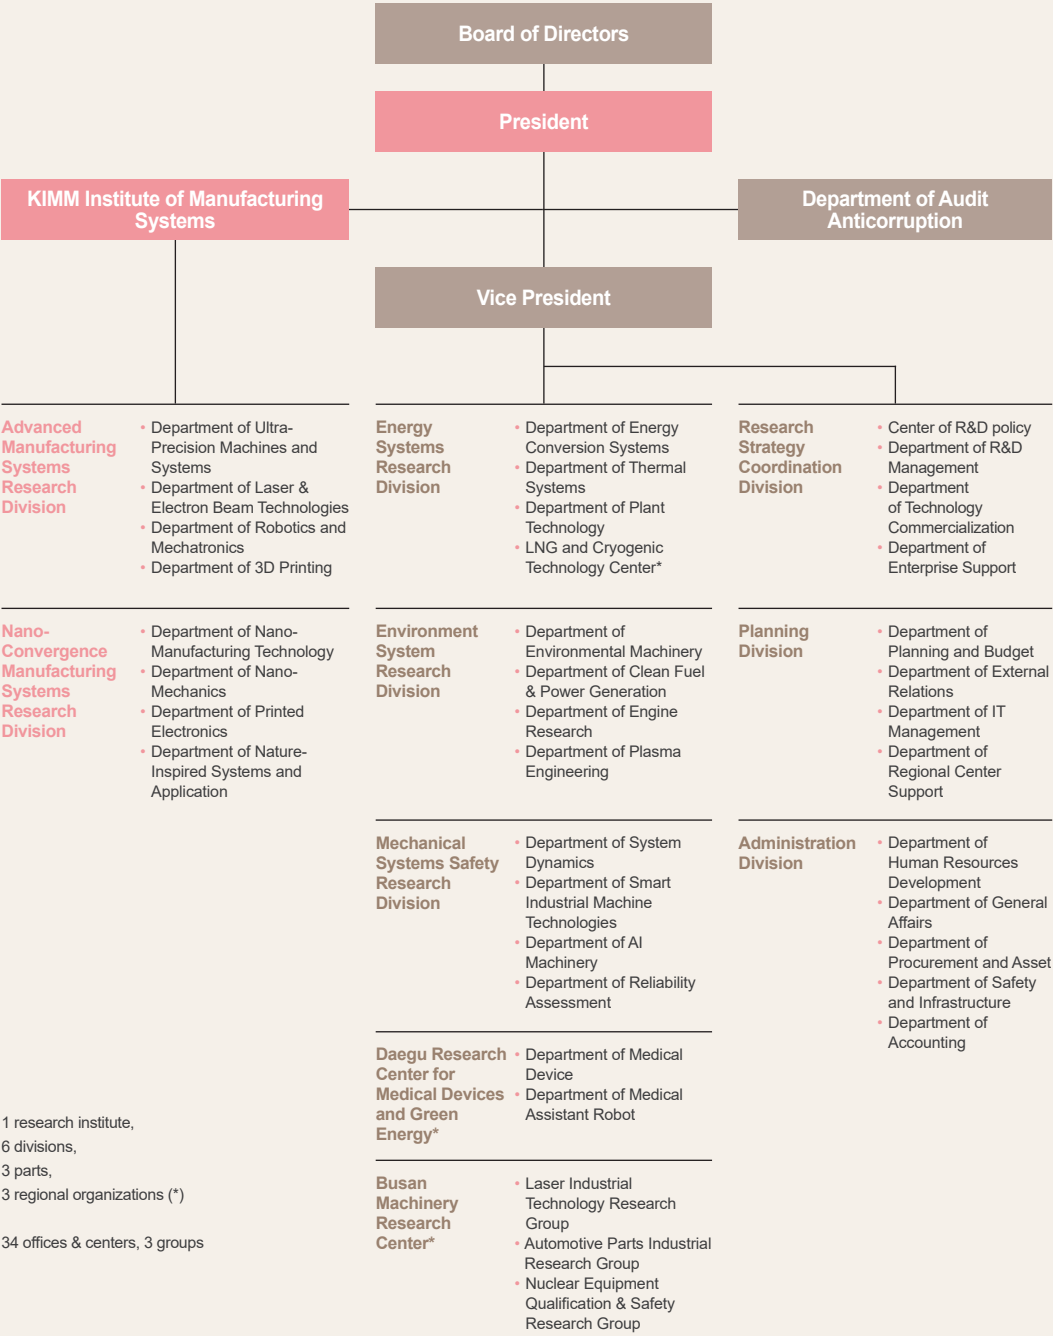 Board of Directors
President
KIMM Institute of Manufacturing
Systems
Department of Audit
Anticorruption
Vice President
Advanced
Manufacturing
Systems
Research
Division
• Department of Ultra-
Precision Machines and
Systems
• Department of Laser &
Electron Beam Technologies
• Department of Robotics and
Mechatronics
• Department of 3D Printing
Nano-
Convergence
Manufacturing
Systems
Research
Division
• Department of Nano-
Manufacturing Technology
• Department of Nano-
Mechanics
• Department of Printed
Electronics
• Department of Nature-
Inspired Systems and
Application
Energy
Systems
Research
Division
• Department of Energy
Conversion Systems
• Department of Thermal
Systems
• Department of Plant
Technology
• LNG and Cryogenic
Technology Center*
Environment
System
Research
Division
• Department of
Environmental Machinery
• Department of Clean Fuel
& Power Generation
• Department of Engine
Research
• Department of Plasma
Engineering
Mechanical
Systems Safety
Research
Division
• Department of System
Dynamics
• Department of Smart
Industrial Machine
Technologies
• Department of AI
Machinery
• Department of Reliability
Assessment
Daegu Research
Center for
Medical Devices
and Green
Energy*
• Department of Medical
Device
• Department of Medical
Assistant Robot
Busan
Machinery
Research
Center*
• Laser Industrial
Technology Research
Group
• Automotive Parts Industrial
Research Group
• Nuclear Equipment
Qualification & Safety
Research Group
Research
Strategy
Coordination
Division
• Center of R&D policy
• Department of R&D
Management
• Department
of Technology
Commercialization
• Department of
Enterprise Support
Planning
Division
• Department of
Planning and Budget
• Department of External
Relations
• Department of IT
Management
• Department of
Regional Center
Support
Administration
Division
• Department of
Human Resources
Development
• Department of General
Affairs
• Department of
Procurement and Asset
• Department of Safety
and Infrastructure
• Department of
Accounting
1 research institute,
6 divisions,
3 parts,
3 regional organizations (*)
34 offices & centers, 3 groups